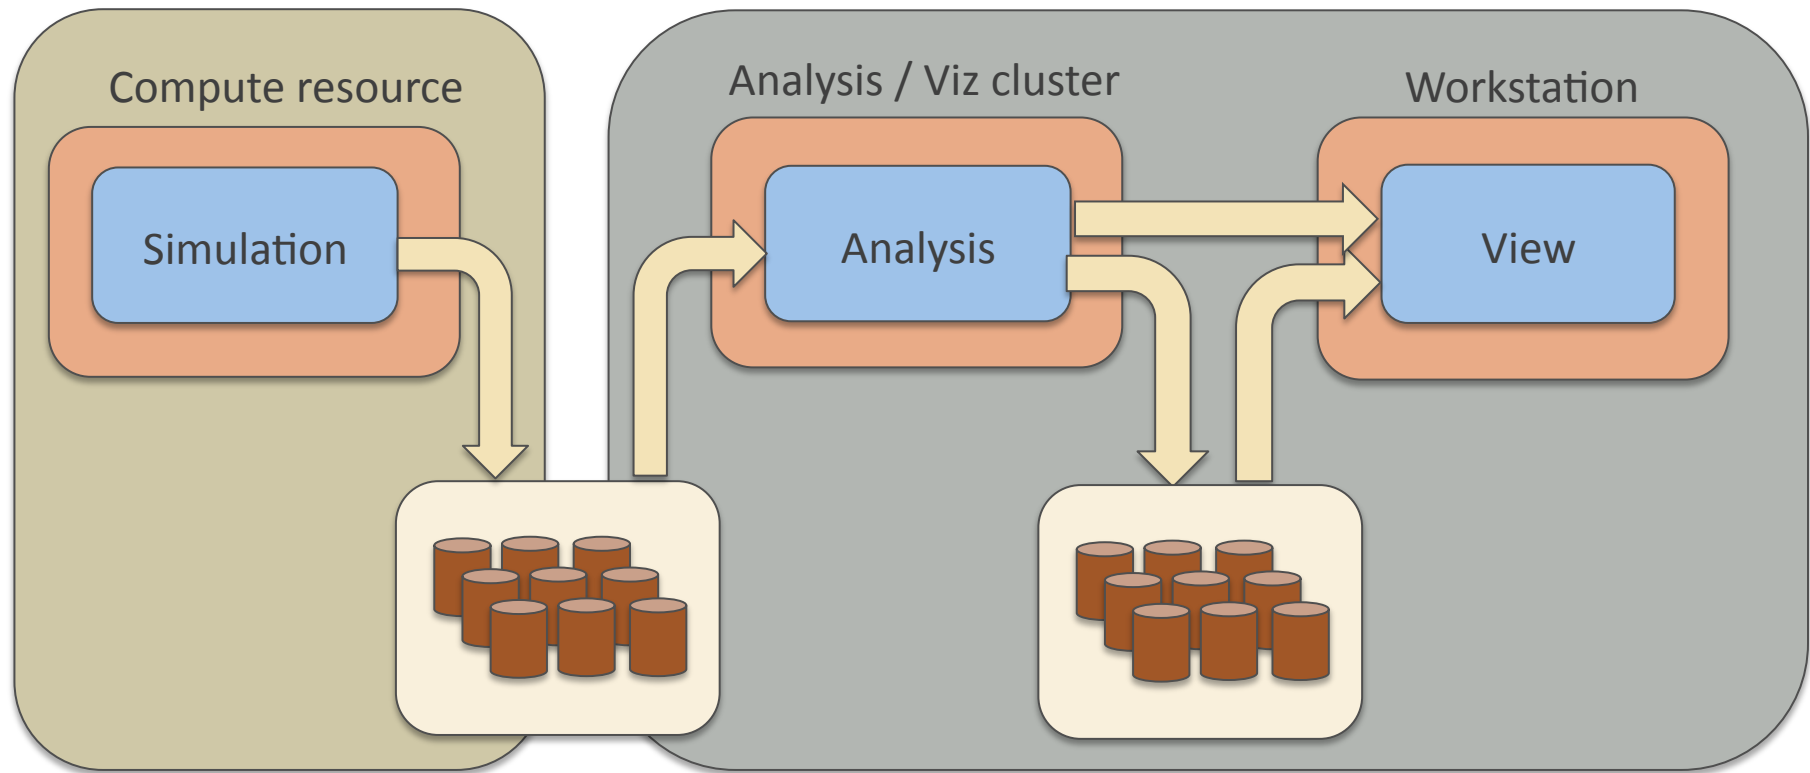 Compute resource
Analysis / Viz cluster
Workstation
Simulation
Analysis
View